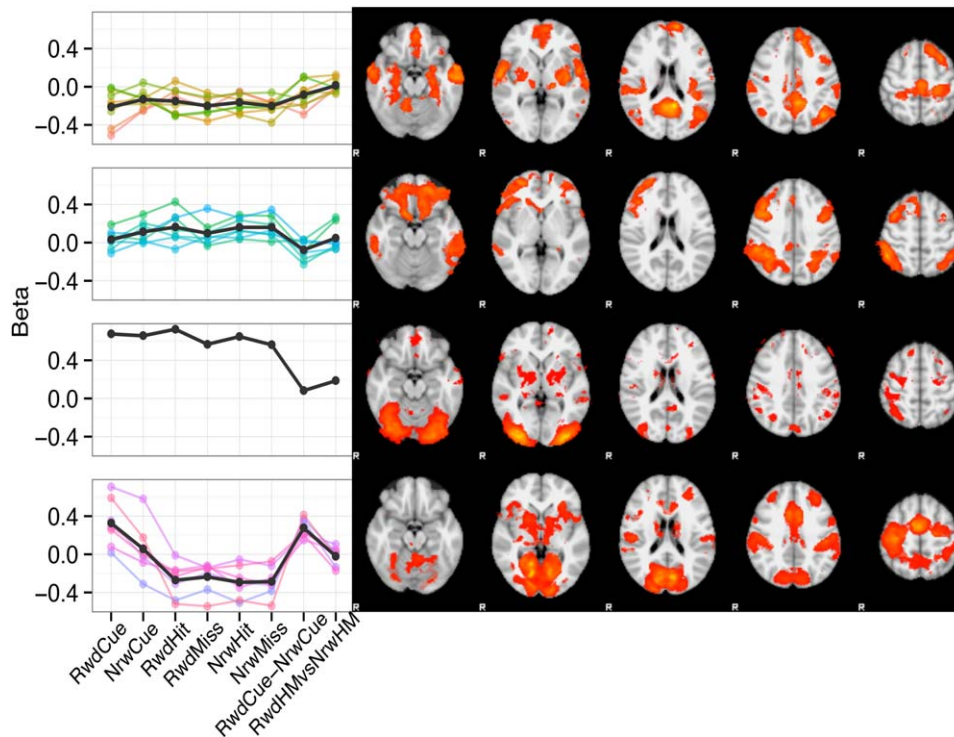 0.4
0.0
−0.4
R R R R R
0.4
0.0
−0.4
R R R R R
Beta
0.4
0.0
−0.4
R R R R R
0.4
0.0
−0.4
R R R R R
RwdCue
NrwCue
RwdHit
RwdMiss
NrwHit
NrwMiss
RwdCue−NrwCue
RwdHMvsNrwHM